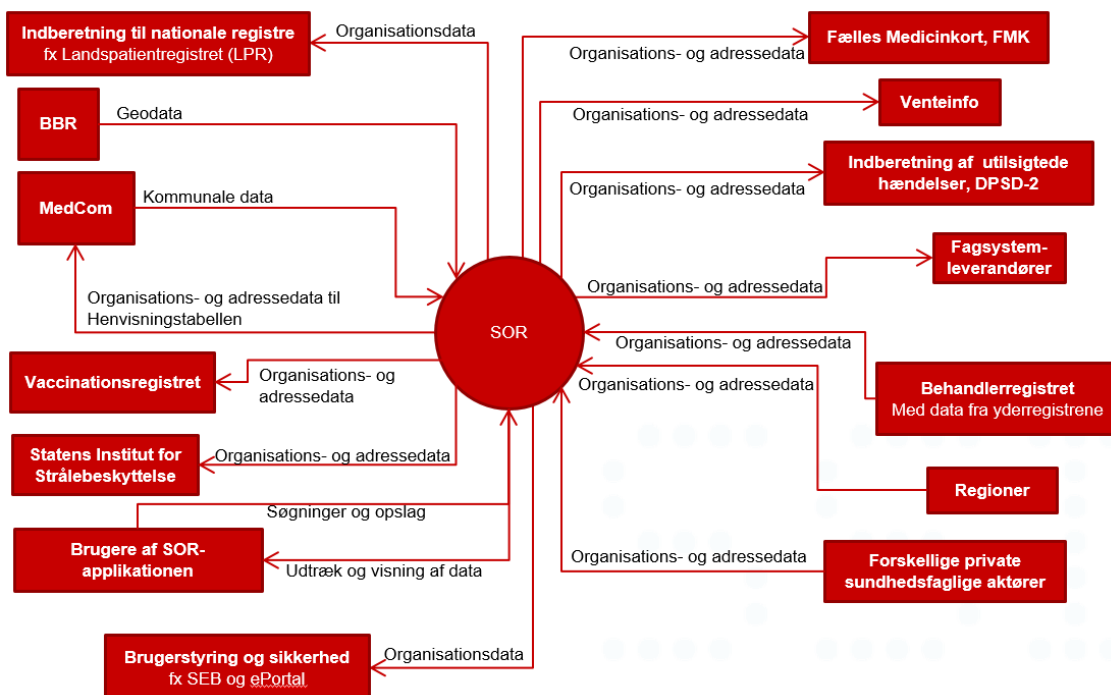 Indberetning til nationale registre
fx Landspatientregistret (LPR)
Organisationsdata
BBR
Geodata
MedCom
Kommunale data
Organisations- og adressedata til
Henvisningstabellen
Vaccinationsregistret
Organisations- og
adressedata
Statens Institut for
Strålebeskyttelse
Organisations- og adressedata
Søgninger og opslag
Brugere af SOR-
applikationen
Udtræk og visning af data
Brugerstyring og sikkerhed
fx SEB og ePortal
Organisationsdata
SOR
Organisations- og adressedata
Fælles Medicinkort, FMK
Organisations- og adressedata
Venteinfo
Organisations- og adressedata
Indberetning af utilsigtede
hændelser, DPSD-2
Organisations- og adressedata
Fagsystem-
leverandører
Organisations- og adressedata
Behandlerregistret
Med data fra yderregistrene
Organisations- og adressedata
Regioner
Organisations- og adressedata
Forskellige private
sundhedsfaglige aktører